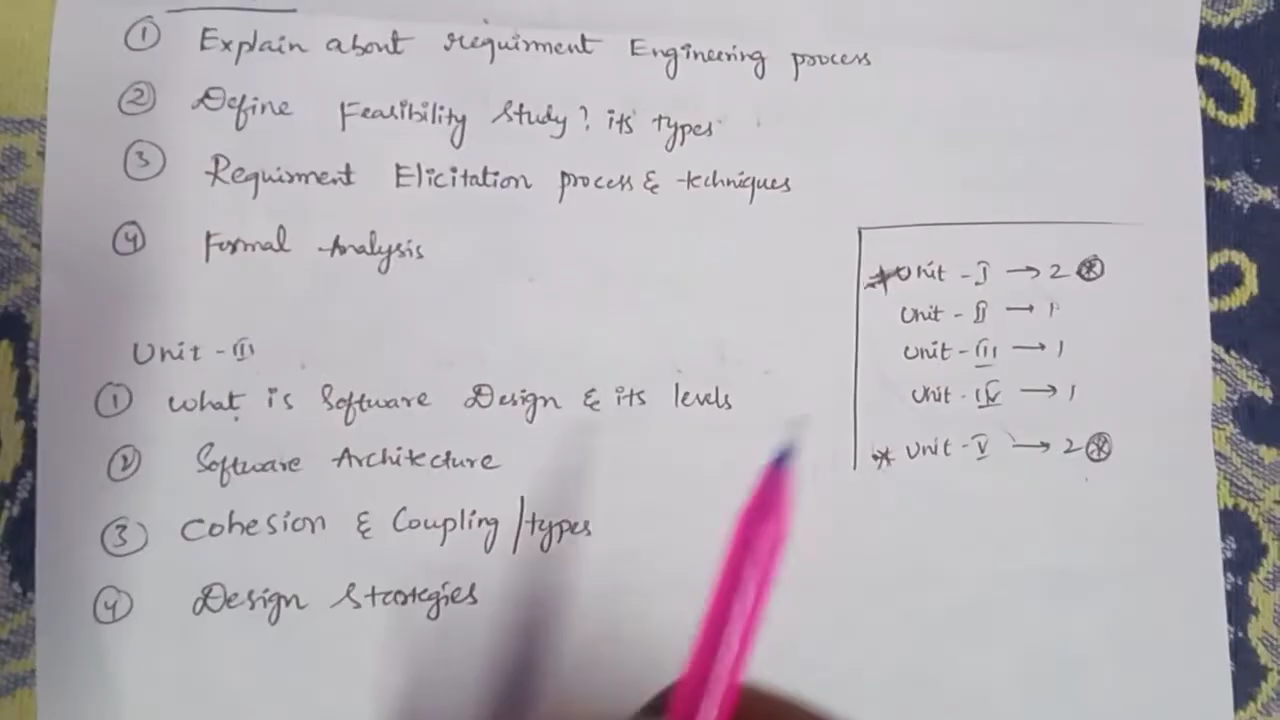 ① Explain about requirment Engineering process
② Define Feasibility Study? its types
③ Requirment Elicitation process & techniques
④ Formal Analysis
Unit - III
① What is Software Design & its levels
② Software Architecture
③ Cohesion & Coupling / types
④ Design Strategies
* Unit - I → 2 *
Unit - II → 1
Unit - III → 1
Unit - IV → 1
* Unit - V → 2 *